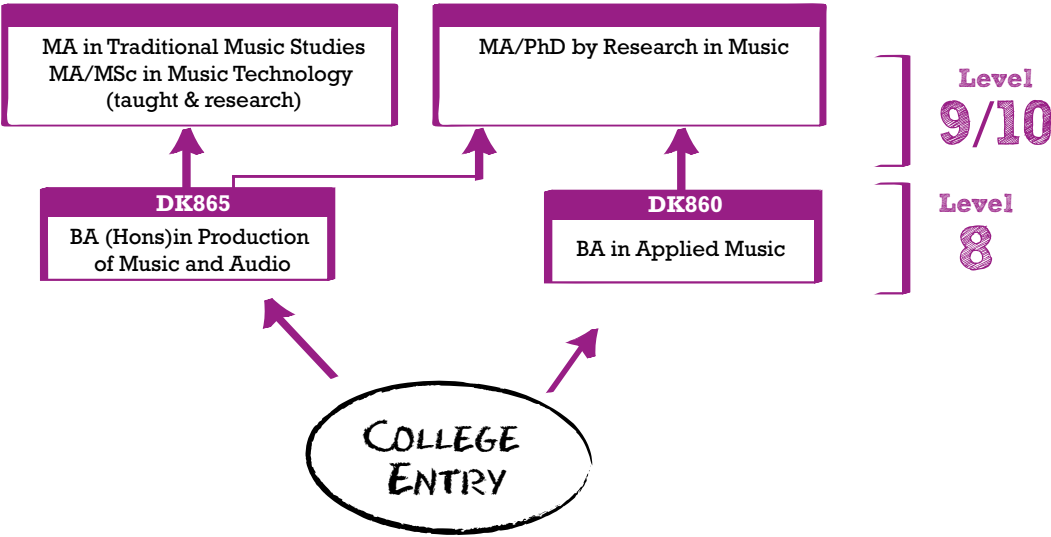 MA in Traditional Music Studies
MA/MSc in Music Technology
(taught & research)
MA/PhD by Research in Music
Level
9/10
DK865
BA (Hons)in Production
of Music and Audio
DK860
BA in Applied Music
Level
8
COLLEGE
ENTRY